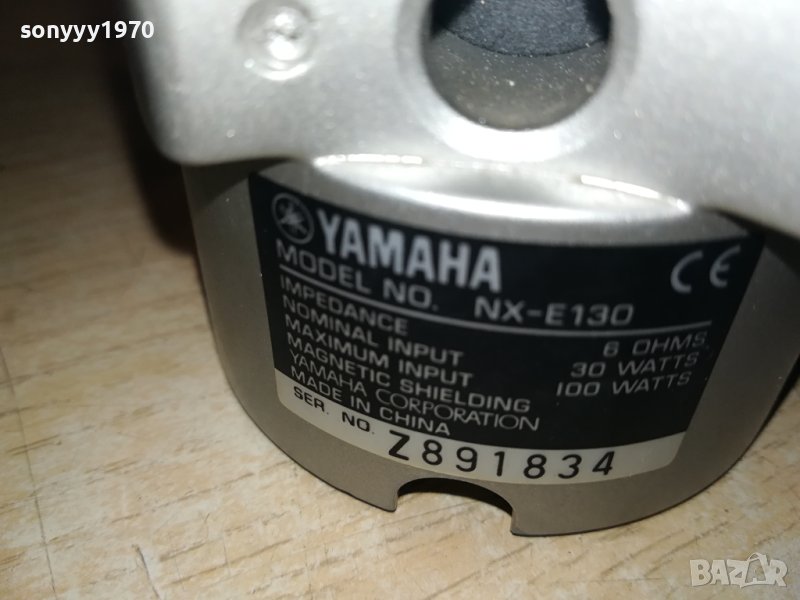 sonyyy1970
YAMAHA
MODEL NO. NX-E130
IMPEDANCE 6 OHMS
NOMINAL INPUT 30 WATTS
MAXIMUM INPUT 100 WATTS
MAGNETIC SHIELDING
YAMAHA CORPORATION
MADE IN CHINA
SER. NO. Z891834
CE
BAZAR